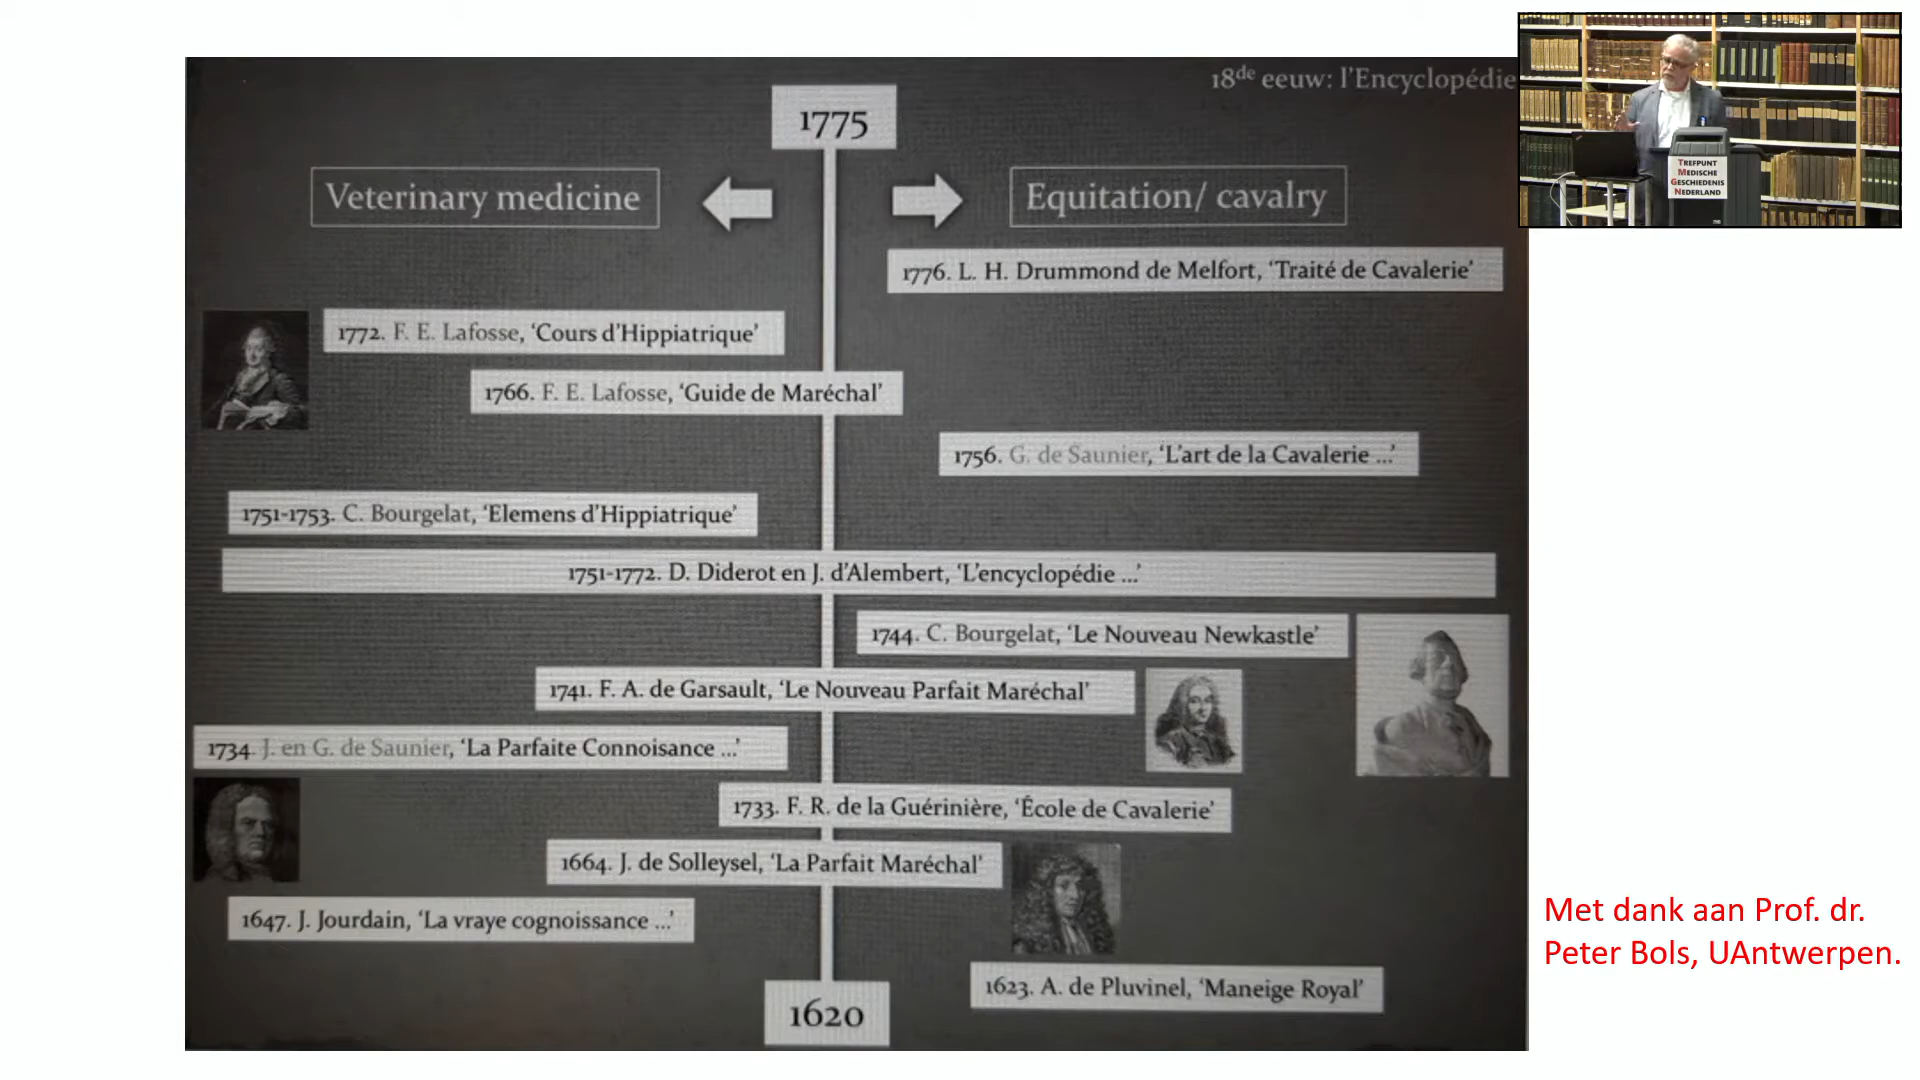 18de eeuw: l'Encyclopédie
1775
Veterinary medicine
Equitation/ cavalry
1776. L. H. Drummond de Melfort, 'Traité de Cavalerie'
1772. F. E. Lafosse, 'Cours d'Hippiatrique'
1766. F. E. Lafosse, 'Guide de Maréchal'
1756. G. de Saunier, 'L'art de la Cavalerie ...'
1751-1753. C. Bourgelat, 'Elemens d'Hippiatrique'
1751-1772. D. Diderot en J. d'Alembert, 'L'encyclopédie ...'
1744. C. Bourgelat, 'Le Nouveau Newkastle'
1741. F. A. de Garsault, 'Le Nouveau Parfait Maréchal'
1734. J. en G. de Saunier, 'La Parfaite Connoisance ...'
1733. F. R. de la Guérinière, 'École de Cavalerie'
1664. J. de Solleysel, 'La Parfait Maréchal'
1647. J. Jourdain, 'La vraye cognoissance ...'
1623. A. de Pluvinel, 'Maneige Royal'
1620
TREFPUNT
MEDISCHE
GESCHIEDENIS
NEDERLAND
Met dank aan Prof. dr.
Peter Bols, UAntwerpen.